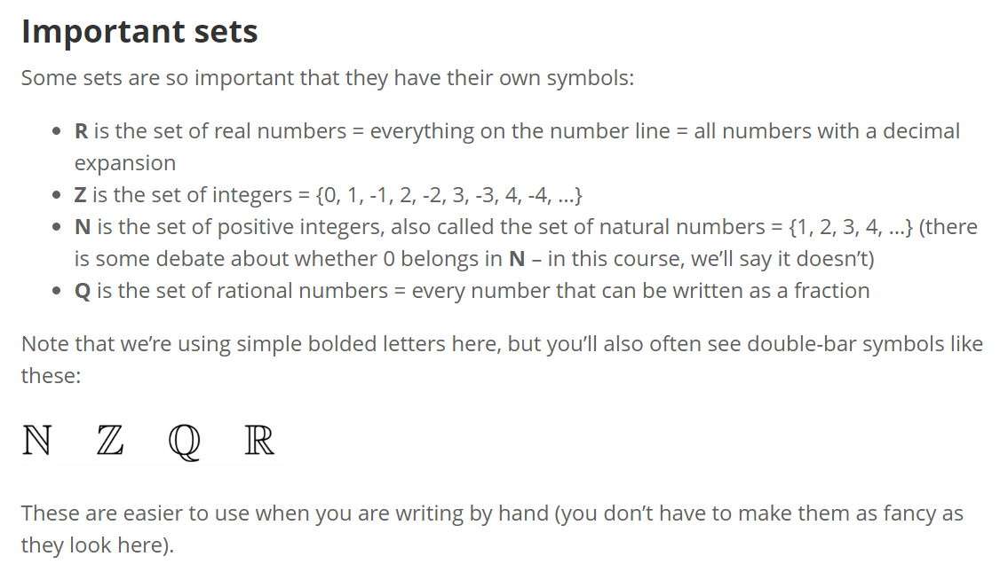 Important sets
Some sets are so important that they have their own symbols:
• R is the set of real numbers = everything on the number line = all numbers with a decimal
expansion
• Z is the set of integers = {0, 1, -1, 2, -2, 3, -3, 4, -4, …}
• N is the set of positive integers, also called the set of natural numbers = {1, 2, 3, 4, …} (there
is some debate about whether 0 belongs in N – in this course, we’ll say it doesn’t)
• Q is the set of rational numbers = every number that can be written as a fraction
Note that we’re using simple bolded letters here, but you’ll also often see double-bar symbols like
these:
ℕ ℤ ℚ ℝ
These are easier to use when you are writing by hand (you don’t have to make them as fancy as
they look here).